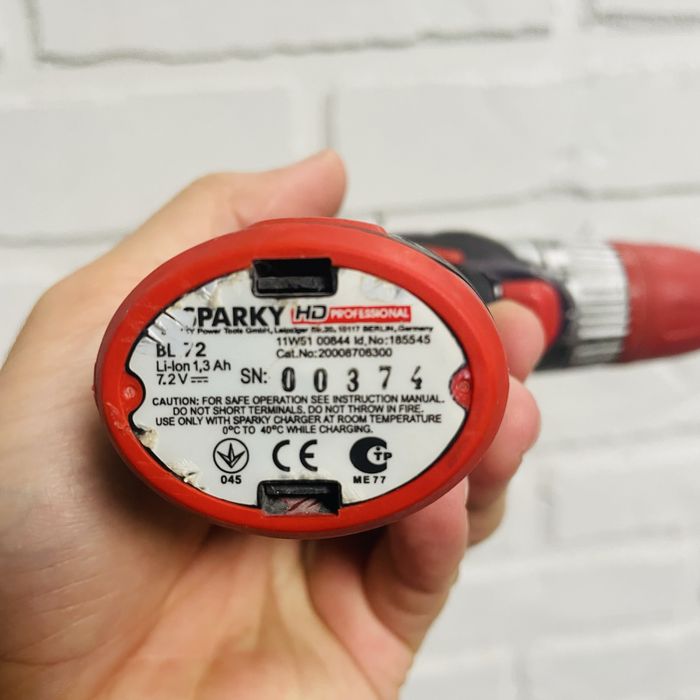 SPARKY HD PROFESSIONAL
Power Tools GmbH, Leipziger Str.20, 10117 BERLIN, Germany
BL 72
11W51 00844 Id,No:185545
Li-Ion 1,3 Ah
Cat.No:20008708300
7.2 V
SN: 00374
CAUTION: FOR SAFE OPERATION SEE INSTRUCTION MANUAL.
DO NOT SHORT TERMINALS, DO NOT THROW IN FIRE.
USE ONLY WITH SPARKY CHARGER AT ROOM TEMPERATURE
0°C TO 40°C WHILE CHARGING.
045
CE
CTP
ME77